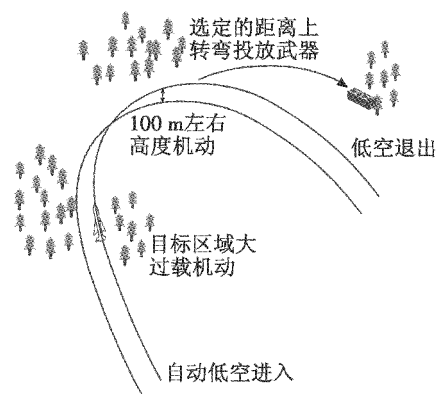 选定的距离上
转弯投放武器
100 m左右
高度机动
低空退出
目标区域大
过载机动
自动低空进入